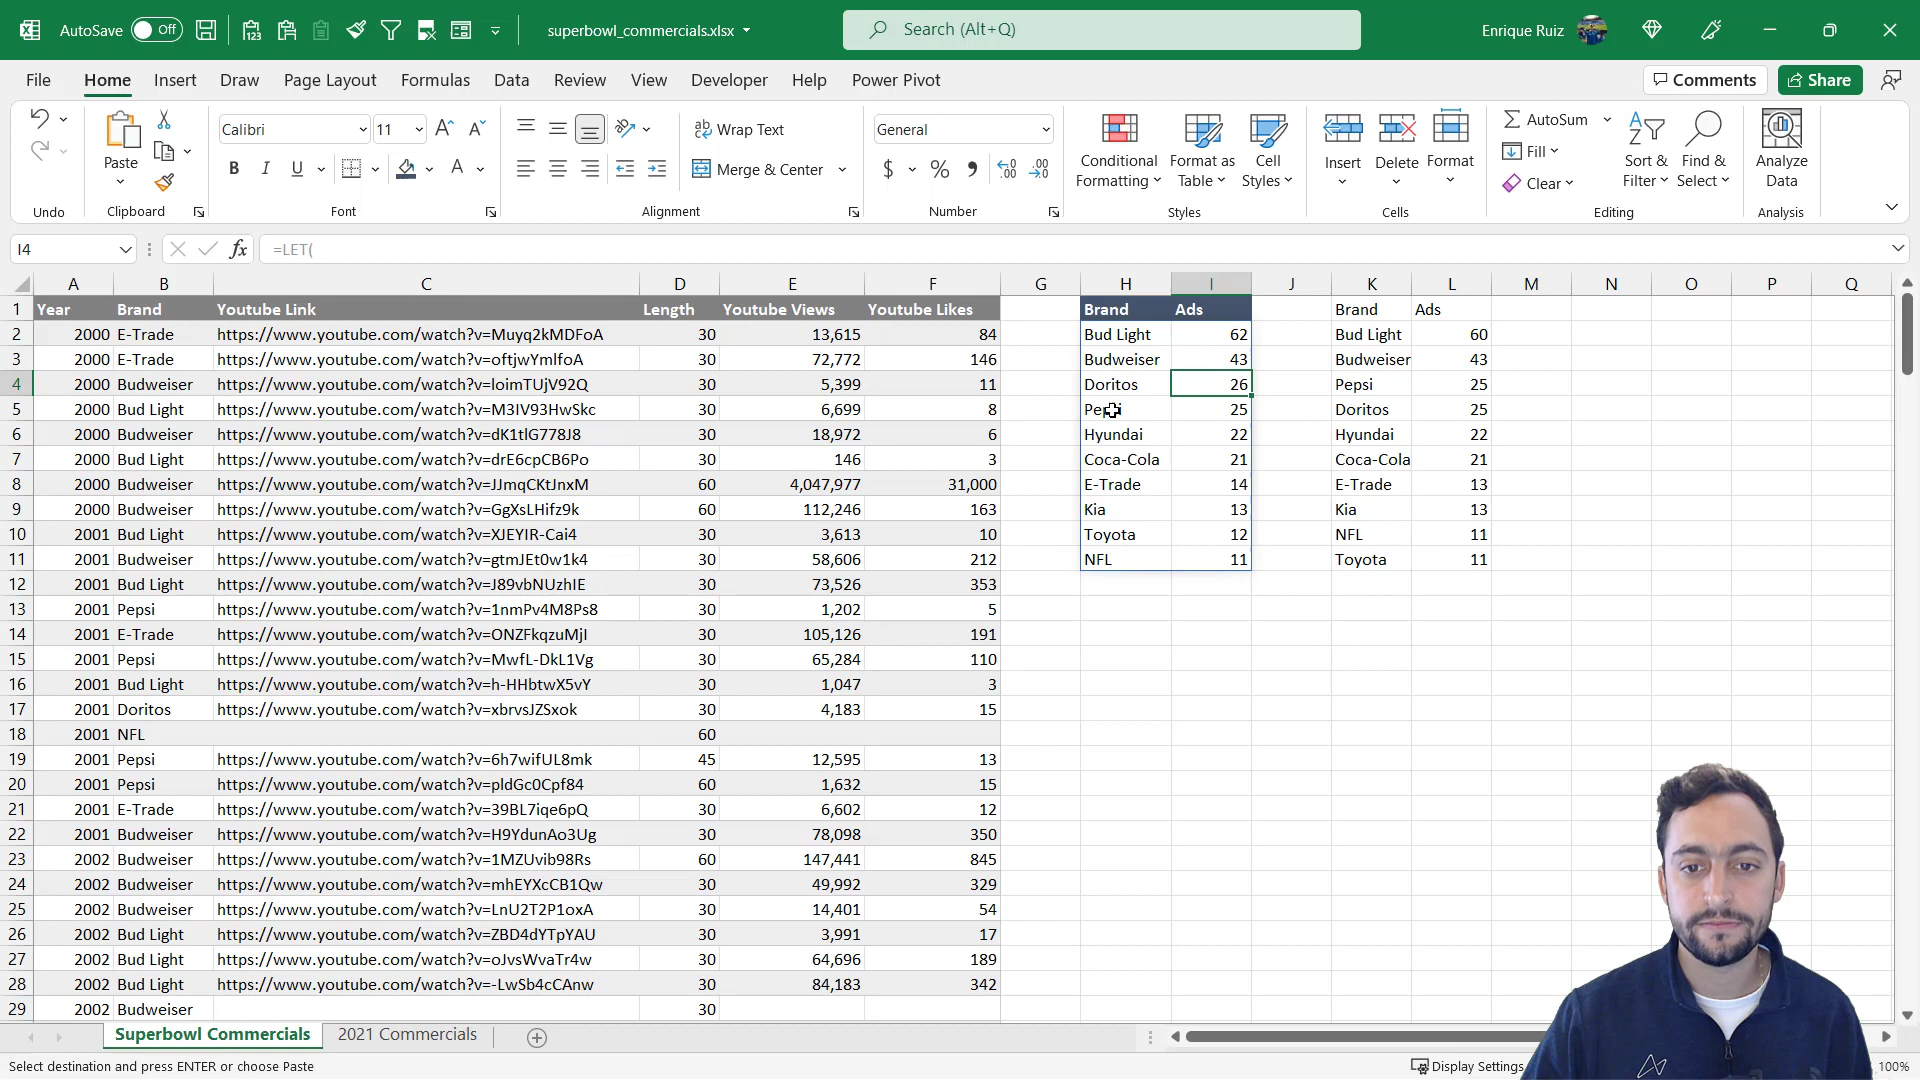 AutoSave Off superbowl_commercials.xlsx Search (Alt+Q) Enrique Ruiz
File Home Insert Draw Page Layout Formulas Data Review View Developer Help Power Pivot Comments Share
Calibri 11 Wrap Text General AutoSum
Paste B I U Merge & Center $ % Conditional Formatting Format as Table Cell Styles Insert Delete Format Fill Clear Sort & Filter Find & Select Analyze Data
Undo Clipboard Font Alignment Number Styles Cells Editing Analysis
I4 fx =LET(
A B C D E F G H I J K L M N O P Q
1 Year Brand Youtube Link Length Youtube Views Youtube Likes Brand Ads Brand Ads
2 2000 E-Trade https://www.youtube.com/watch?v=Muyq2kMDFoA 30 13,615 84 Bud Light 62 Bud Light 60
3 2000 E-Trade https://www.youtube.com/watch?v=oftjwYmlfoA 30 72,772 146 Budweiser 43 Budweiser 43
4 2000 Budweiser https://www.youtube.com/watch?v=IoimTUjV92Q 30 5,399 11 Doritos 26 Pepsi 25
5 2000 Bud Light https://www.youtube.com/watch?v=M3IV93HwSkc 30 6,699 8 Pepsi 25 Doritos 25
6 2000 Budweiser https://www.youtube.com/watch?v=dK1tlG778J8 30 18,972 6 Hyundai 22 Hyundai 22
7 2000 Bud Light https://www.youtube.com/watch?v=drE6cpCB6Po 30 146 3 Coca-Cola 21 Coca-Cola 21
8 2000 Budweiser https://www.youtube.com/watch?v=JJmqCKtJnxM 60 4,047,977 31,000 E-Trade 14 E-Trade 13
9 2000 Budweiser https://www.youtube.com/watch?v=GgXsLHifz9k 60 112,246 163 Kia 13 Kia 13
10 2001 Bud Light https://www.youtube.com/watch?v=XJEYIR-Cai4 30 3,613 10 Toyota 12 NFL 11
11 2001 Budweiser https://www.youtube.com/watch?v=gtmJEt0w1k4 30 58,606 212 NFL 11 Toyota 11
12 2001 Bud Light https://www.youtube.com/watch?v=J89vbNUzhIE 30 73,526 353
13 2001 Pepsi https://www.youtube.com/watch?v=1nmPv4M8Ps8 30 1,202 5
14 2001 E-Trade https://www.youtube.com/watch?v=ONZFkqzuMjI 30 105,126 191
15 2001 Pepsi https://www.youtube.com/watch?v=MwfL-DkL1Vg 30 65,284 110
16 2001 Bud Light https://www.youtube.com/watch?v=h-HHbtwX5vY 30 1,047 3
17 2001 Doritos https://www.youtube.com/watch?v=xbrvsJZSxok 30 4,183 15
18 2001 NFL 60
19 2001 Pepsi https://www.youtube.com/watch?v=6h7wifUL8mk 45 12,595 13
20 2001 Pepsi https://www.youtube.com/watch?v=pldGc0Cpf84 60 1,632 15
21 2001 E-Trade https://www.youtube.com/watch?v=39BL7iqe6pQ 30 6,602 12
22 2001 Budweiser https://www.youtube.com/watch?v=H9YdunAo3Ug 30 78,098 350
23 2002 Budweiser https://www.youtube.com/watch?v=1MZUvib98Rs 60 147,441 845
24 2002 Budweiser https://www.youtube.com/watch?v=mhEYXcCB1Qw 30 49,992 329
25 2002 Budweiser https://www.youtube.com/watch?v=LnU2T2P1oxA 30 14,401 54
26 2002 Bud Light https://www.youtube.com/watch?v=ZBD4dYTpYAU 30 3,991 17
27 2002 Bud Light https://www.youtube.com/watch?v=oJvsWvaTr4w 30 64,696 189
28 2002 Bud Light https://www.youtube.com/watch?v=-LwSb4cCAnw 30 84,183 342
29 2002 Budweiser 30
Superbowl Commercials 2021 Commercials
Select destination and press ENTER or choose Paste Display Settings 100%